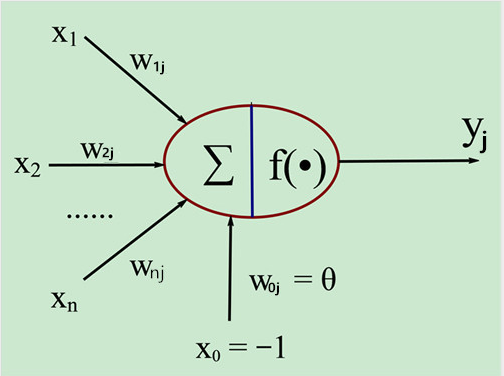 x₁
w₁ⱼ
yⱼ
x₂
w₂ⱼ
∑ f(•)
......
wₙⱼ
xₙ
w₀ⱼ = θ
x₀ = −1